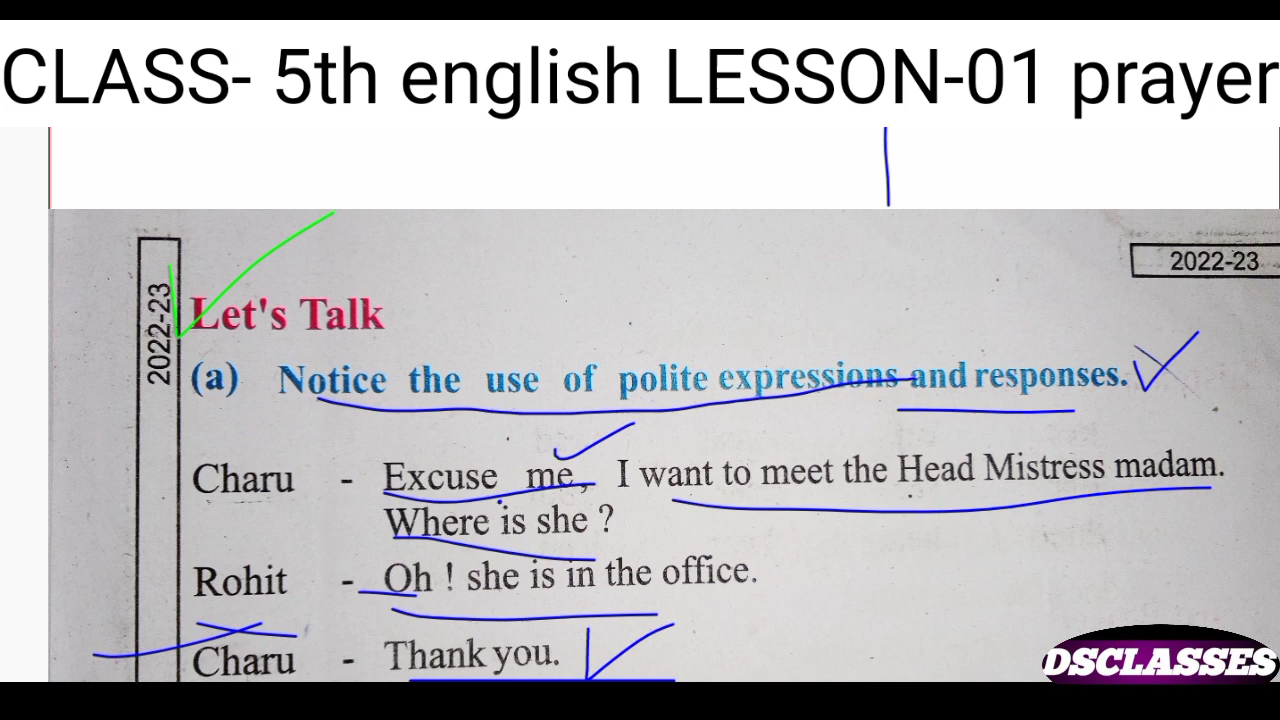 CLASS- 5th english LESSON-01 prayer
2022-23
2022-23
Let's Talk
(a) Notice the use of polite expressions and responses.
Charu - Excuse me, I want to meet the Head Mistress madam.
Where is she ?
Rohit - Oh ! she is in the office.
Charu - Thank you.
DSCLASSES